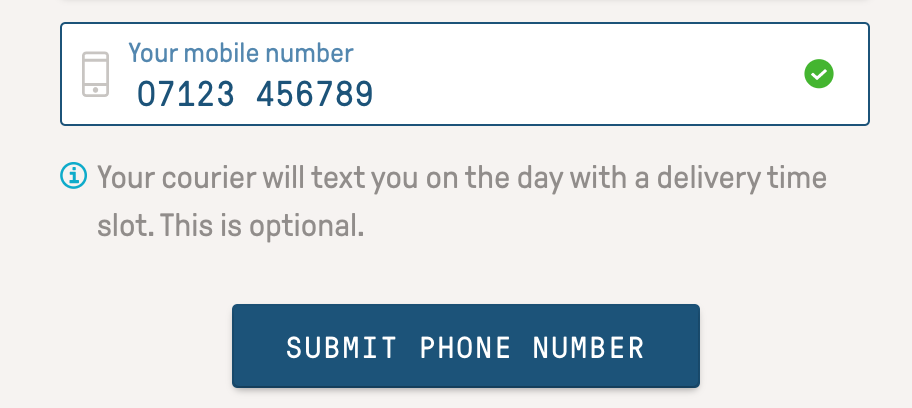 Your mobile number
07123 456789
Your courier will text you on the day with a delivery time
slot. This is optional.
SUBMIT PHONE NUMBER